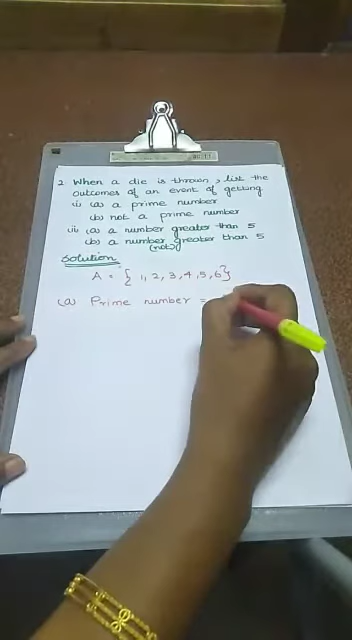 2. When a die is thrown, list the
outcomes of an event of getting
(i) (a) a prime number
(b) not a prime number
(ii) (a) a number greater than 5
(b) a number greater than 5
(not)
Solution
A = { 1, 2, 3, 4, 5, 6}
(a) Prime number =